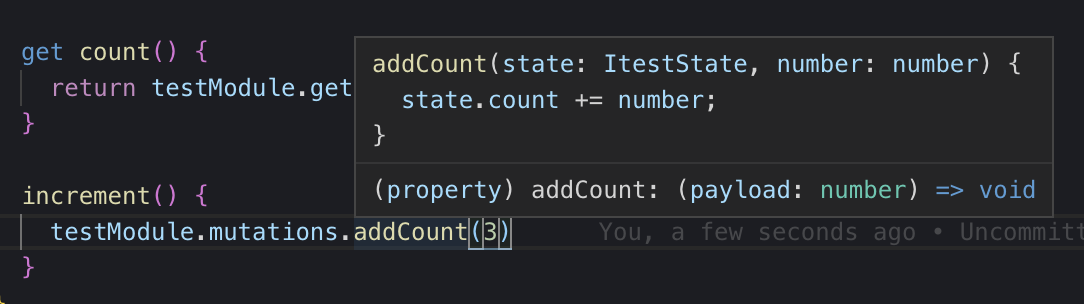 get count() {
return testModule.get
}
increment() {
testModule.mutations.addCount(3)
You, a few seconds ago • Uncommitt
}
addCount(state: ItestState, number: number) {
state.count += number;
}
(property) addCount: (payload: number) => void